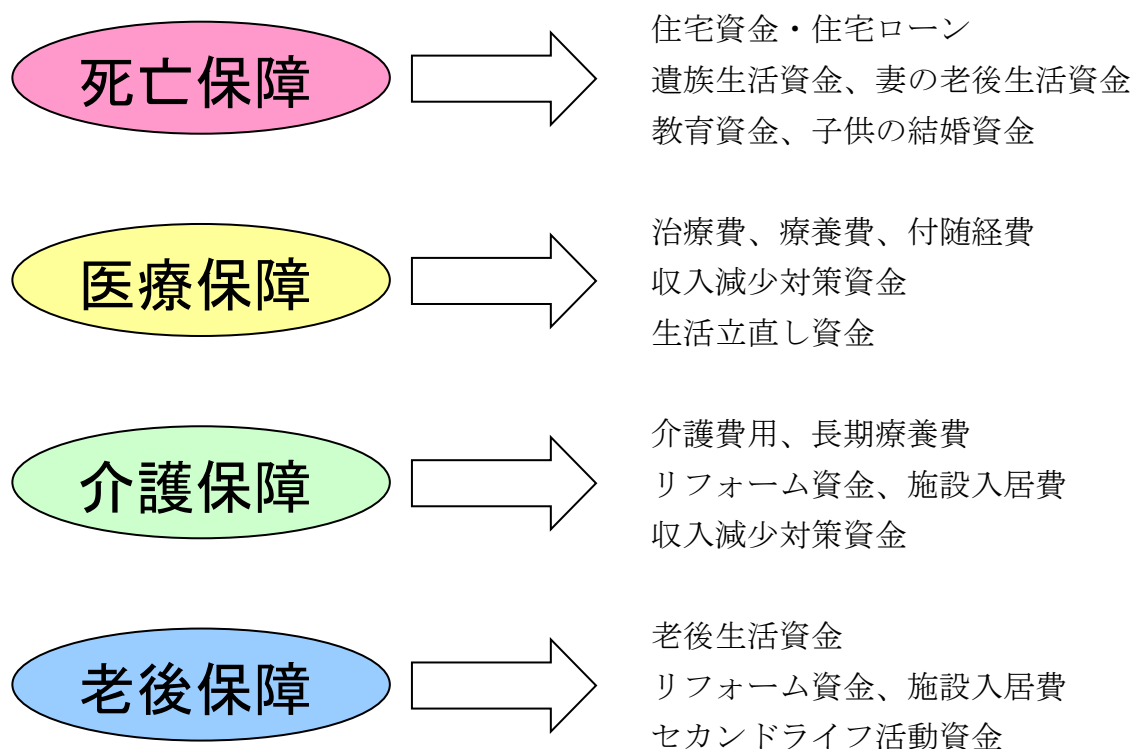 死亡保障
住宅資金・住宅ローン
遺族生活資金、妻の老後生活資金
教育資金、子供の結婚資金
医療保障
治療費、療養費、付随経費
収入減少対策資金
生活立直し資金
介護保障
介護費用、長期療養費
リフォーム資金、施設入居費
収入減少対策資金
老後保障
老後生活資金
リフォーム資金、施設入居費
セカンドライフ活動資金